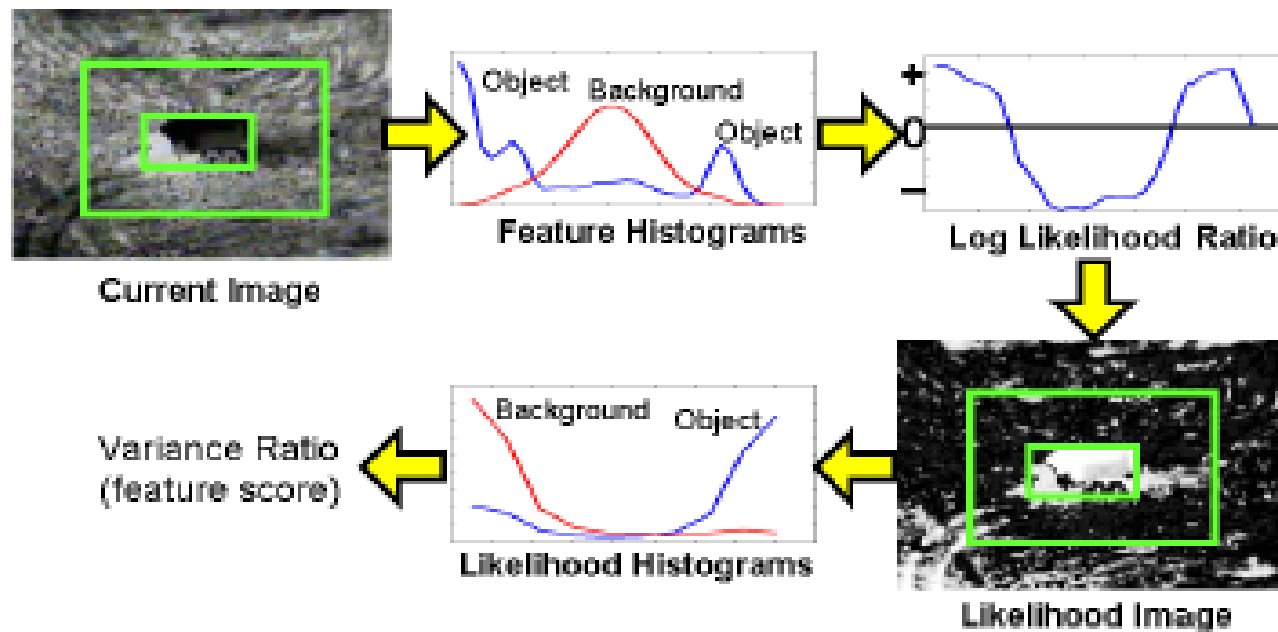 Object
Background
Object
Feature Histograms
+
0
−
Log Likelihood Ratio
Current Image
Variance Ratio
(feature score)
Background
Object
Likelihood Histograms
Likelihood Image